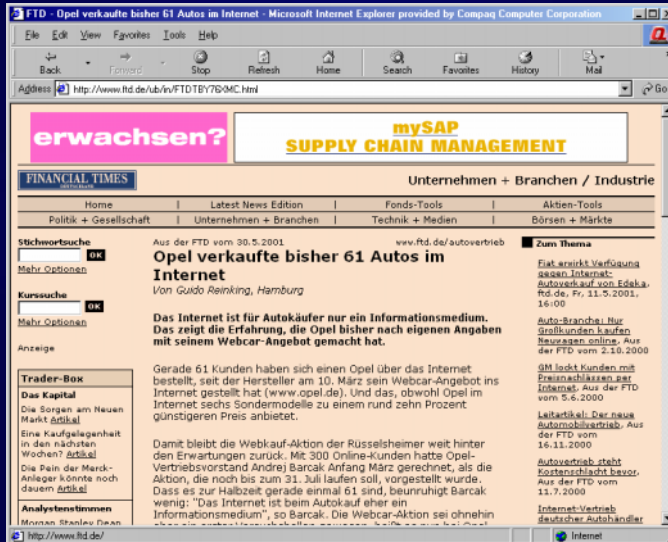 FTD - Opel verkaufte bisher 61 Autos im Internet - Microsoft Internet Explorer provided by Compaq Computer Corporation
File Edit View Favorites Tools Help
Back Forward Stop Refresh Home Search Favorites History Mail
Address http://www.ftd.de/ub/in/FTDTBY76XMC.html Go
erwachsen?
mySAP
SUPPLY CHAIN MANAGEMENT
FINANCIAL TIMES
DEUTSCHLAND
Unternehmen + Branchen / Industrie
Home | Latest News Edition | Fonds-Tools | Aktien-Tools
Politik + Gesellschaft | Unternehmen + Branchen | Technik + Medien | Börsen + Märkte
Stichwortsuche
OK
Mehr Optionen
Kurssuche
OK
Mehr Optionen
Anzeige
Trader-Box
Das Kapital
Die Sorgen am Neuen
Markt Artikel
Eine Kaufgelegenheit
in den nächsten
Wochen? Artikel
Die Pein der Merck-
Anleger könnte noch
dauern Artikel
Analystenstimmen
Morgan Stanley Dean
Aus der FTD vom 30.5.2001 www.ftd.de/autovertrieb
Opel verkaufte bisher 61 Autos im
Internet
Von Guido Reinking, Hamburg
Das Internet ist für Autokäufer nur ein Informationsmedium.
Das zeigt die Erfahrung, die Opel bisher nach eigenen Angaben
mit seinem Webcar-Angebot gemacht hat.
Gerade 61 Kunden haben sich einen Opel über das Internet
bestellt, seit der Hersteller am 10. März sein Webcar-Angebot ins
Internet gestellt hat (www.opel.de). Und das, obwohl Opel im
Internet sechs Sondermodelle zu einem rund zehn Prozent
günstigeren Preis anbietet.
Damit bleibt die Webkauf-Aktion der Rüsselsheimer weit hinter
den Erwartungen zurück. Mit 300 Online-Kunden hatte Opel-
Vertriebsvorstand Andrej Barcak Anfang März gerechnet, als die
Aktion, die noch bis zum 31. Juli laufen soll, vorgestellt wurde.
Dass es zur Halbzeit gerade einmal 61 sind, beunruhigt Barcak
wenig: "Das Internet ist beim Autokauf eher ein
Informationsmedium", so Barcak. Die Webcar-Aktion sei ohnehin
Zum Thema
Fiat erwirkt Verfügung
gegen Internet-
Autoverkauf von Edeka,
ftd.de, Fr, 11.5.2001,
16:00
Auto-Branche: Nur
Großkunden kaufen
Neuwagen online, Aus
der FTD vom 2.10.2000
GM lockt Kunden mit
Preisnachlässen per
Internet, Aus der FTD
vom 5.6.2000
Leitartikel: Der neue
Automobilvertrieb, Aus
der FTD vom
16.11.2000
Autovertrieb steht
Kostenschlacht bevor,
Aus der FTD vom
11.7.2000
Internet-Vertrieb
deutscher Autohändler
http://www.ftd.de/ Internet